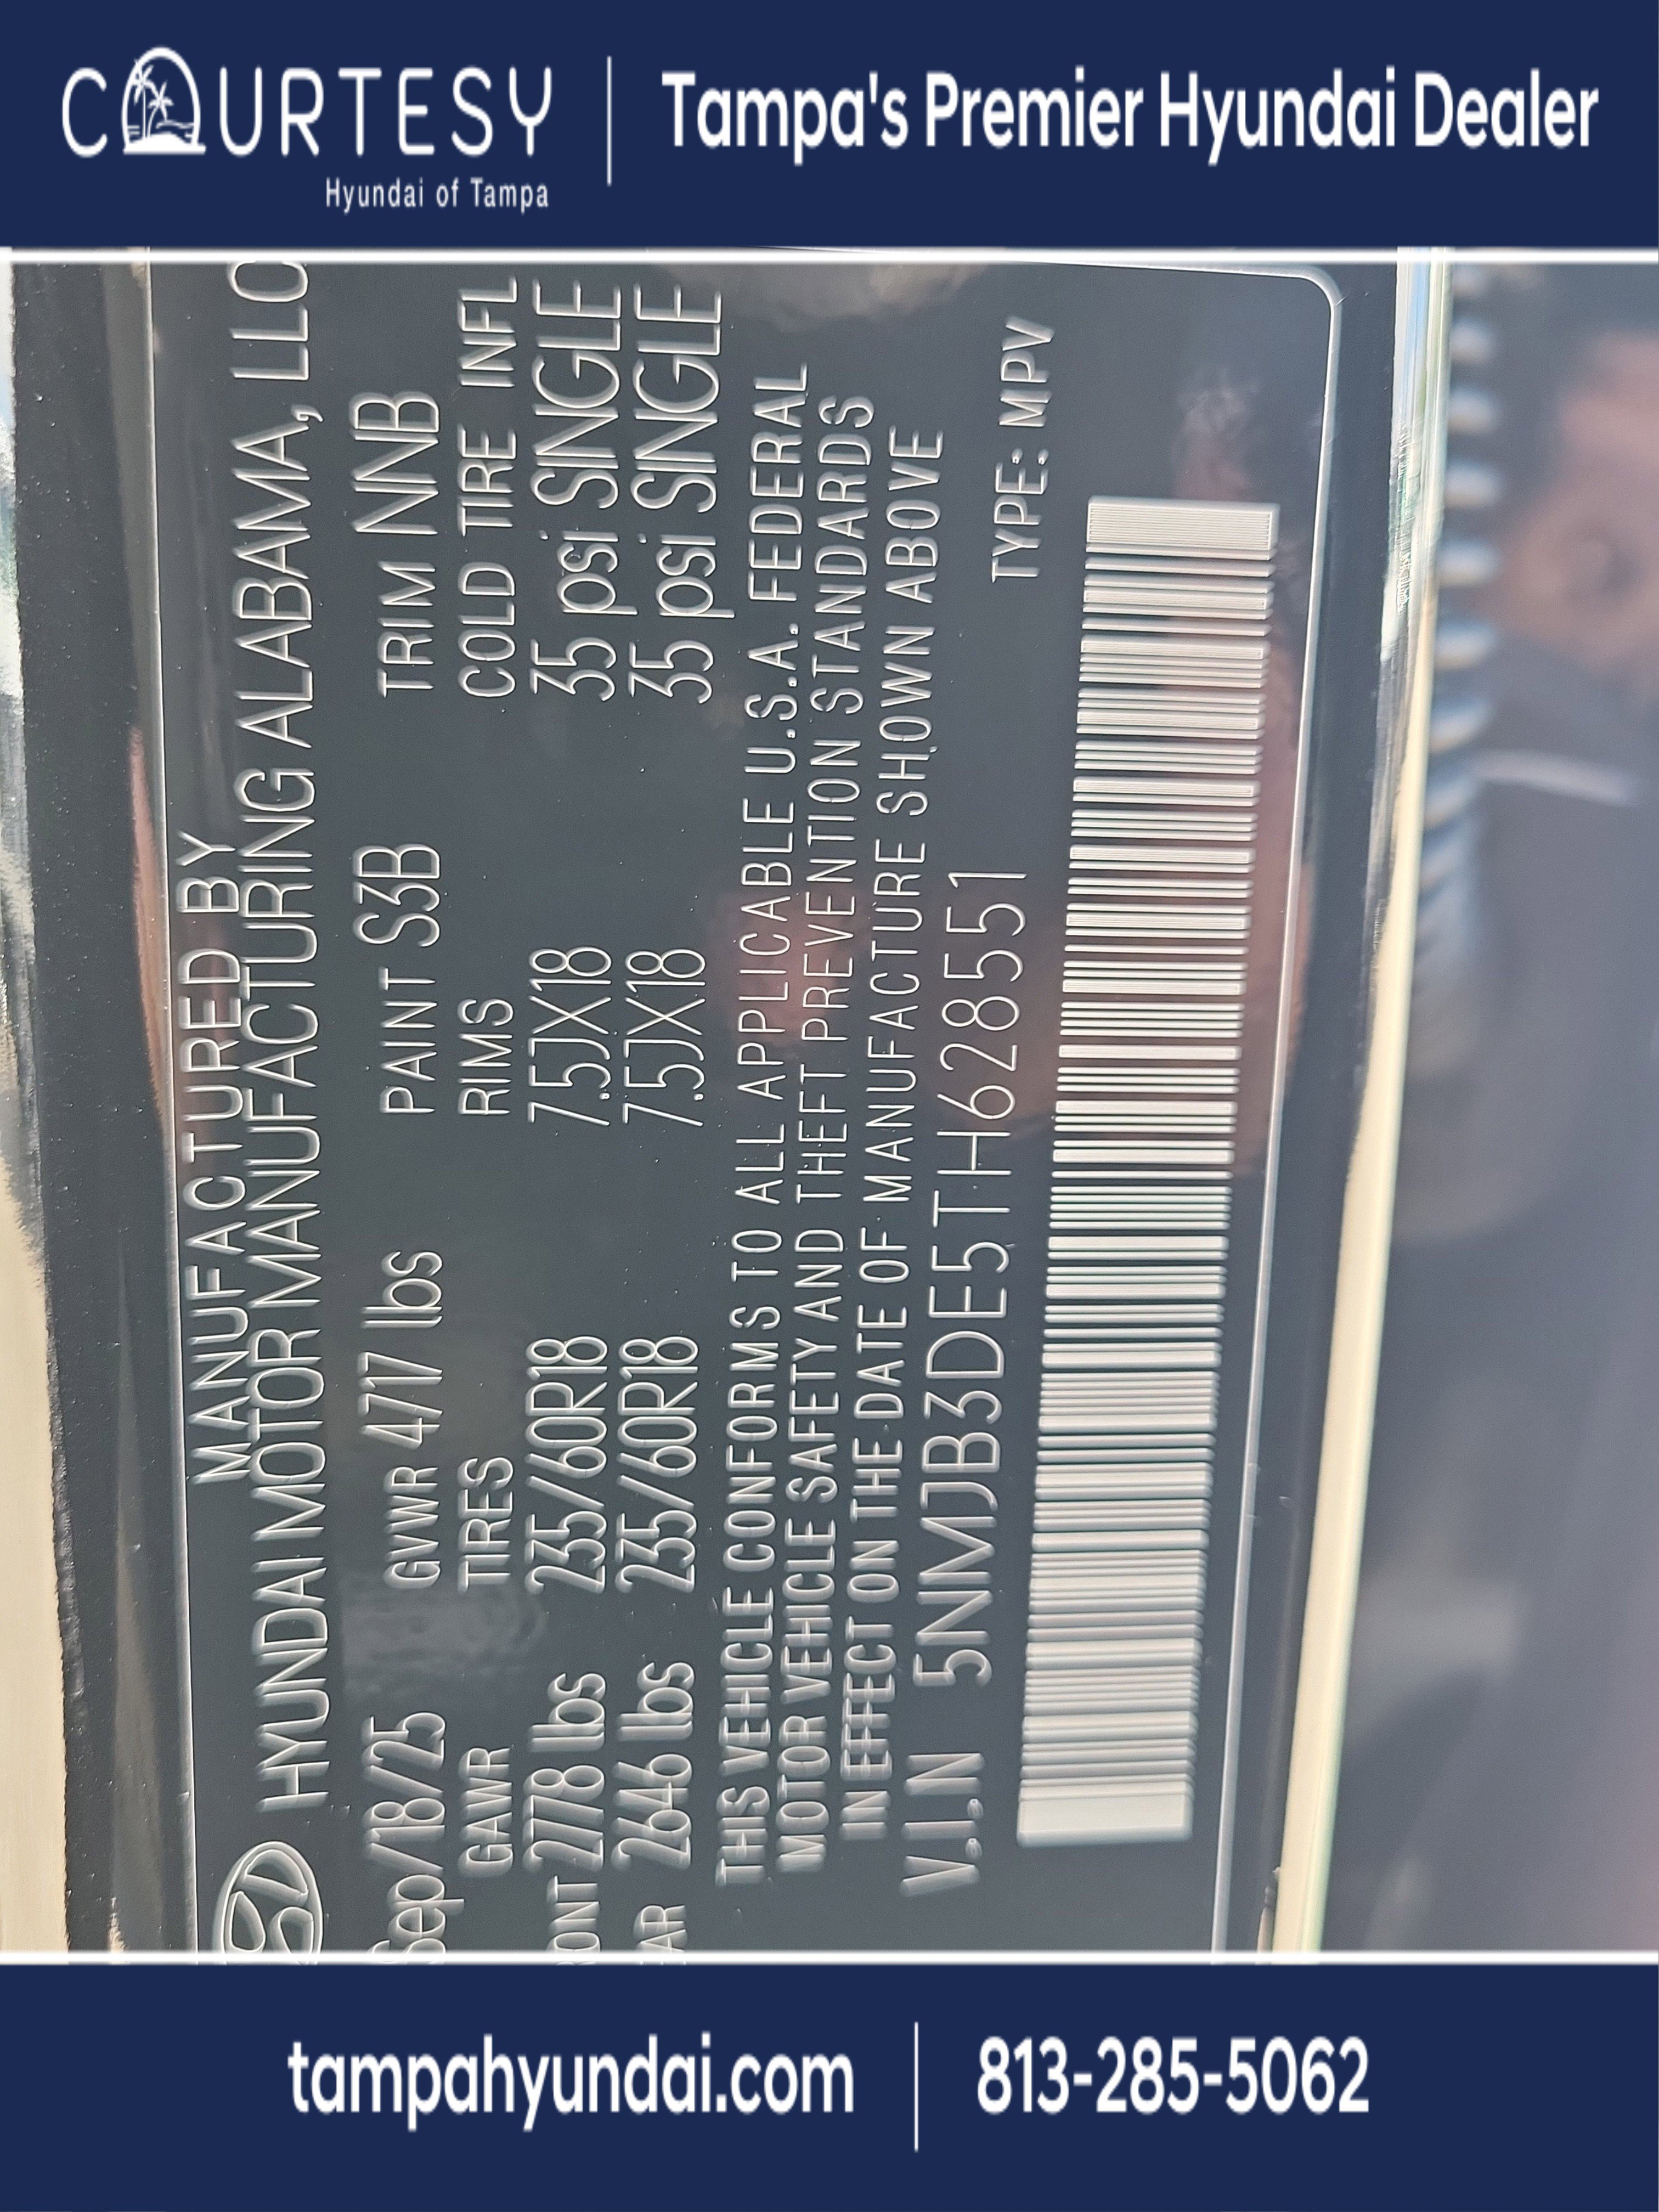 COURTESY
Hyundai of Tampa
Tampa's Premier Hyundai Dealer
MANUFACTURED BY
HYUNDAI MOTOR MANUFACTURING ALABAMA, LLC
Sep/18/25 GVWR 4717 lbs PAINT S3B TRIM NNB
GAWR TIRES RIMS COLD TIRE INFL
2778 lbs 235/60R18 7.5JX18 35 psi SINGLE
2646 lbs 235/60R18 7.5JX18 35 psi SINGLE
THIS VEHICLE CONFORMS TO ALL APPLICABLE U.S.A. FEDERAL
MOTOR VEHICLE SAFETY AND THEFT PREVENTION STANDARDS
IN EFFECT ON THE DATE OF MANUFACTURE SHOWN ABOVE
V.I.N 5NMJB3DE5TH628551
TYPE: MPV
tampahyundai.com
813-285-5062